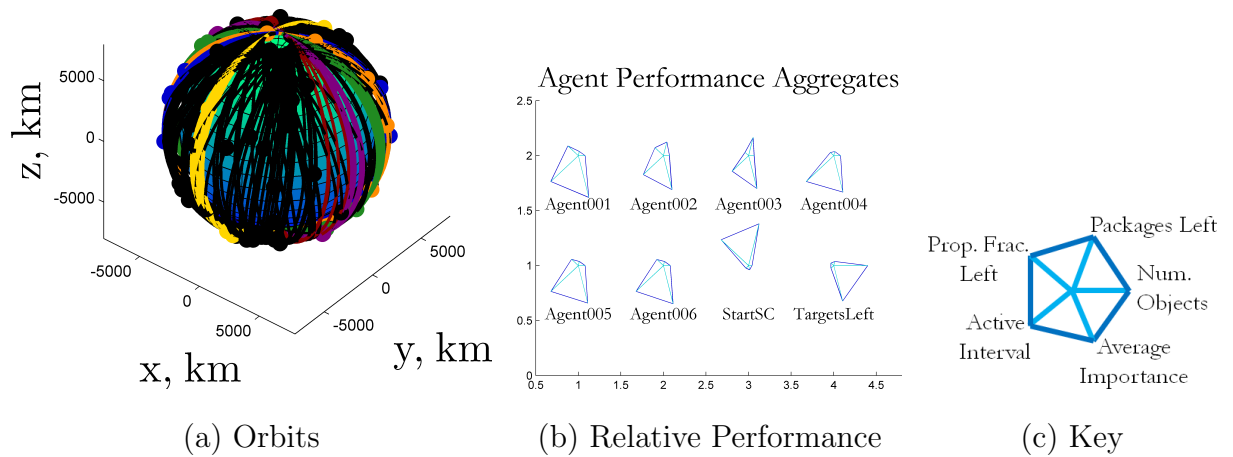 z, km
5000
0
-5000
-5000
0
5000
x, km
-5000
0
5000
y, km
(a) Orbits
Agent Performance Aggregates
2.5
2
1.5
1
0.5
0
0.5
1
1.5
2
2.5
3
3.5
4
4.5
Agent001
Agent002
Agent003
Agent004
Agent005
Agent006
StartSC
TargetsLeft
(b) Relative Performance
Packages Left
Prop. Frac.
Left
Num.
Objects
Active
Interval
Average
Importance
(c) Key